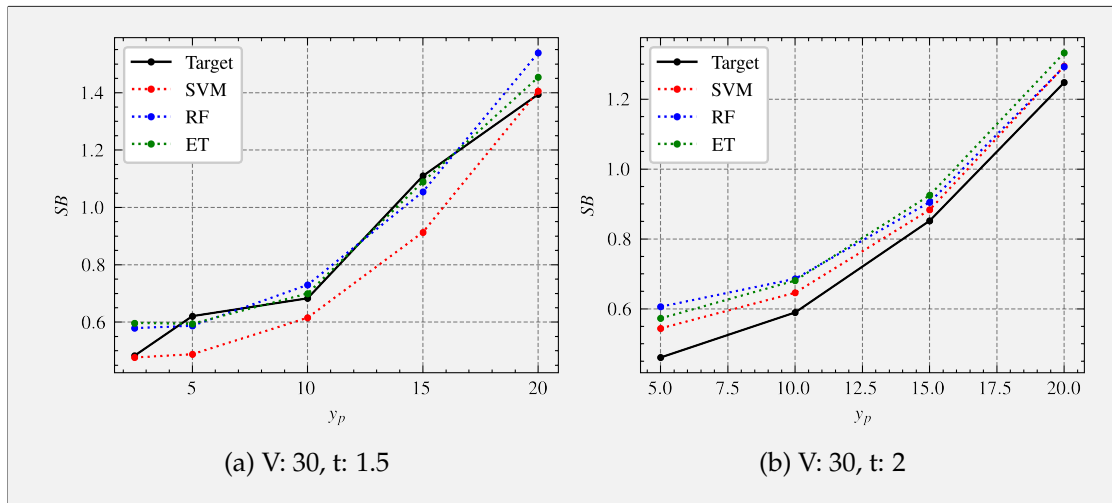 Target
SVM
RF
ET
1.4
1.2
1.0
0.8
0.6
SB
5
10
15
20
y_p
(a) V: 30, t: 1.5
Target
SVM
RF
ET
1.2
1.0
0.8
0.6
SB
5.0
7.5
10.0
12.5
15.0
17.5
20.0
y_p
(b) V: 30, t: 2